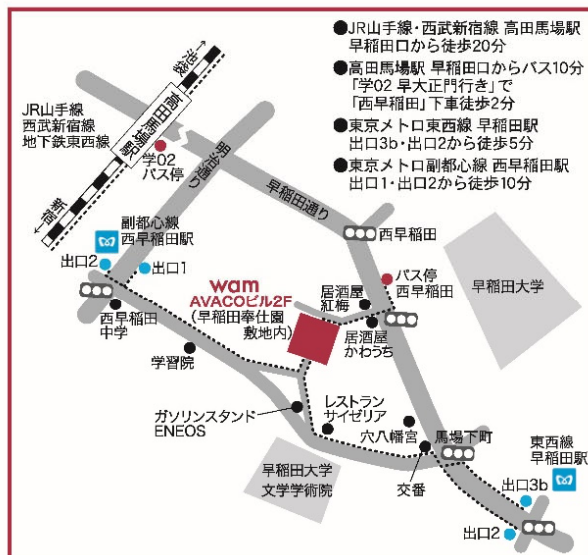 ●JR山手線・西武新宿線 高田馬場駅
早稲田口から徒歩20分
●高田馬場駅 早稲田口からバス10分
「学02 早大正門行き」で
「西早稲田」下車徒歩2分
●東京メトロ東西線 早稲田駅
出口3b・出口2から徒歩5分
●東京メトロ副都心線 西早稲田駅
出口1・出口2から徒歩10分
池袋
高田馬場駅
新宿
JR山手線
西武新宿線
地下鉄東西線
学02
バス停
明治通り
早稲田通り
西早稲田
副都心線
西早稲田駅
出口2
出口1
wam
AVACOビル2F
(早稲田奉仕園
敷地内)
バス停
西早稲田
早稲田大学
居酒屋
紅梅
居酒屋
かわうち
西早稲田
中学
学習院
ガソリンスタンド
ENEOS
レストラン
サイゼリア
穴八幡宮
馬場下町
交番
早稲田大学
文学学術院
東西線
早稲田駅
出口3b
出口2